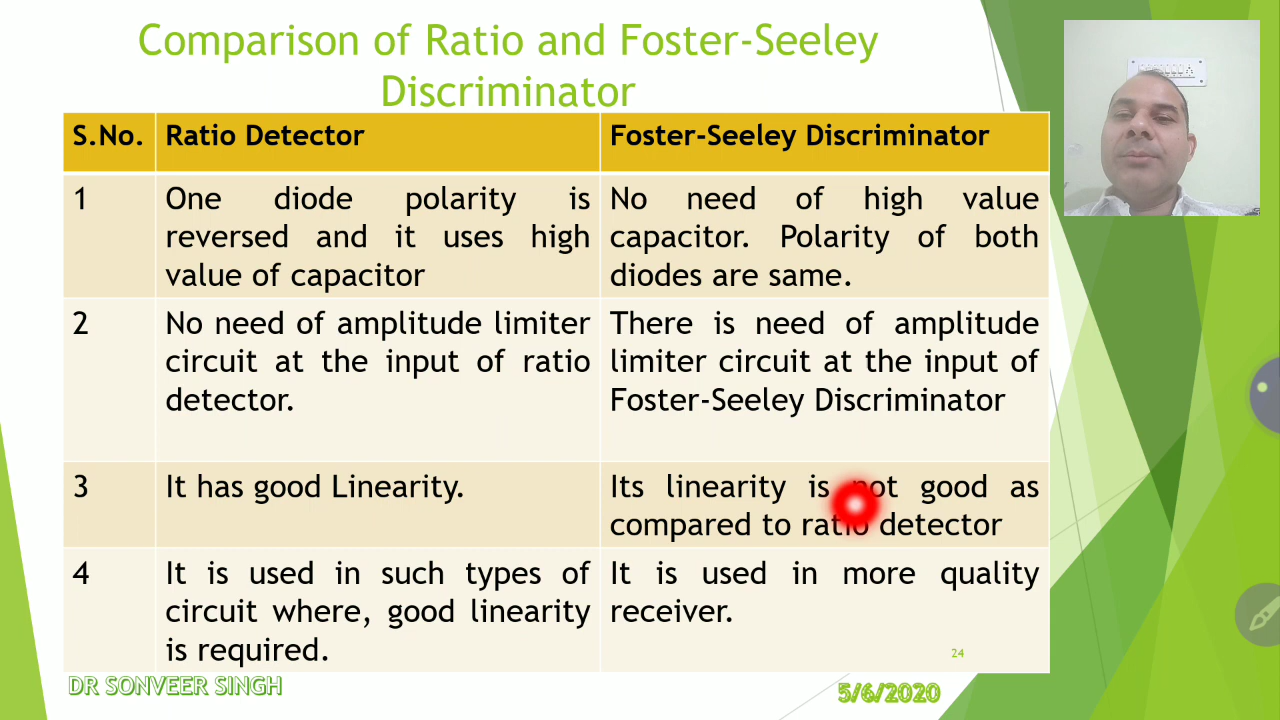 Comparison of Ratio and Foster-Seeley
Discriminator
S.No. Ratio Detector Foster-Seeley Discriminator
1 One diode polarity is No need of high value
reversed and it uses high capacitor. Polarity of both
value of capacitor diodes are same.
2 No need of amplitude limiter There is need of amplitude
circuit at the input of ratio limiter circuit at the input of
detector. Foster-Seeley Discriminator
3 It has good Linearity. Its linearity is not good as
compared to ratio detector
4 It is used in such types of It is used in more quality
circuit where, good linearity receiver.
is required.
24
DR SONVEER SINGH 5/6/2020